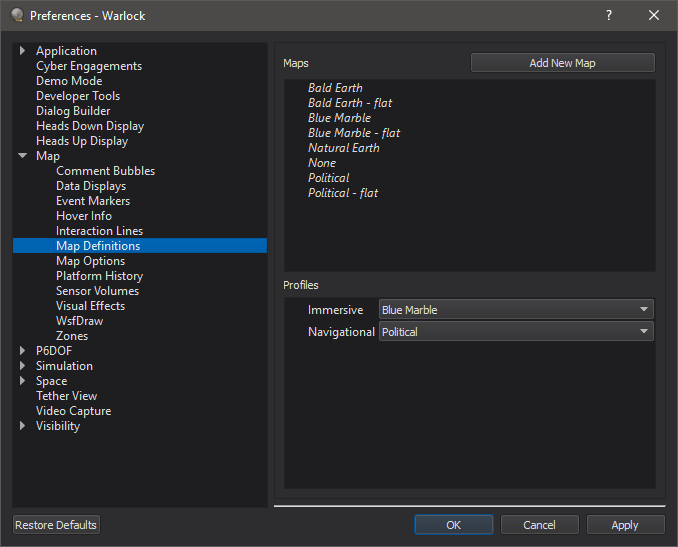 Preferences - Warlock
Application
Cyber Engagements
Demo Mode
Developer Tools
Dialog Builder
Heads Down Display
Heads Up Display
Map
Comment Bubbles
Data Displays
Event Markers
Hover Info
Interaction Lines
Map Definitions
Map Options
Platform History
Sensor Volumes
Visual Effects
WsfDraw
Zones
P6DOF
Simulation
Space
Tether View
Video Capture
Visibility
Maps
Add New Map
Bald Earth
Bald Earth - flat
Blue Marble
Blue Marble - flat
Natural Earth
None
Political
Political - flat
Profiles
Immersive Blue Marble
Navigational Political
Restore Defaults
OK
Cancel
Apply